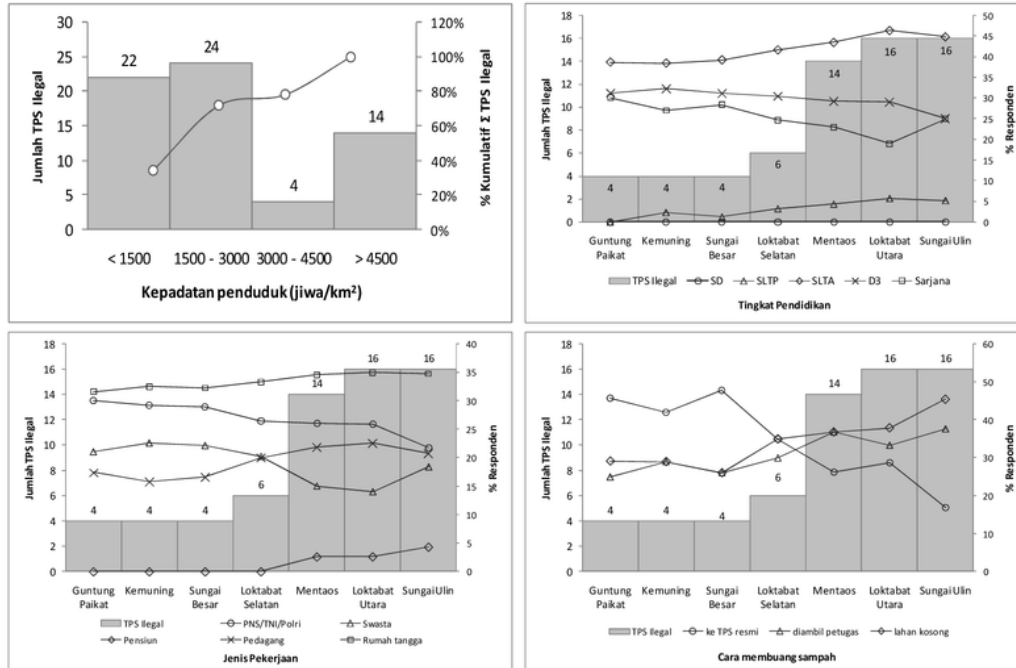 Jumlah TPS Ilegal
30
25
20
15
10
5
0
22
24
4
14
120%
100%
80%
60%
40%
20%
0%
% Kumulatif Σ TPS Ilegal
< 1500
1500 - 3000
3000 - 4500
> 4500
Kepadatan penduduk (jiwa/km²)
Jumlah TPS Ilegal
18
16
14
12
10
8
6
4
2
0
4
4
4
6
14
16
16
50
45
40
35
30
25
20
15
10
5
0
% Responden
Guntung Paikat
Kemuning
Sungai Besar
Loktabat Selatan
Mentaos
Loktabat Utara
Sungai Ulin
TPS Ilegal
SD
SLTP
SLTA
D3
Sarjana
Tingkat Pendidikan
Jumlah TPS Ilegal
18
16
14
12
10
8
6
4
2
0
4
4
4
6
14
16
16
40
35
30
25
20
15
10
5
0
% Responden
Guntung Paikat
Kemuning
Sungai Besar
Loktabat Selatan
Mentaos
Loktabat Utara
Sungai Ulin
TPS Ilegal
PNS/TNI/Polri
Swasta
Pensiun
Pedagang
Rumah tangga
Jenis Pekerjaan
Jumlah TPS Ilegal
18
16
14
12
10
8
6
4
2
0
4
4
4
6
14
16
16
60
50
40
30
20
10
0
% Responden
Guntung Paikat
Kemuning
Sungai Besar
Loktabat Selatan
Mentaos
Loktabat Utara
Sungai Ulin
TPS Ilegal
ke TPS resmi
diambil petugas
lahan kosong
Cara membuang sampah